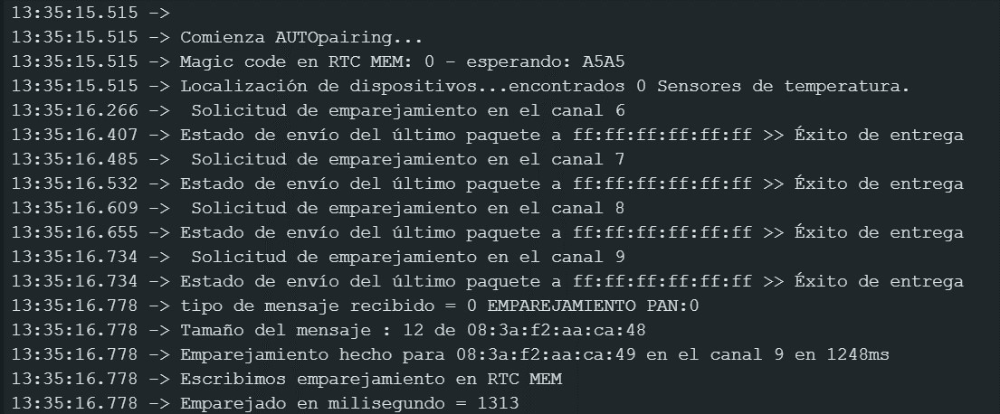 13:35:15.515 ->
13:35:15.515 -> Comienza AUTOpairing...
13:35:15.515 -> Magic code en RTC MEM: 0 - esperando: A5A5
13:35:15.515 -> Localización de dispositivos...encontrados 0 Sensores de temperatura.
13:35:16.266 ->  Solicitud de emparejamiento en el canal 6
13:35:16.407 -> Estado de envío del último paquete a ff:ff:ff:ff:ff:ff >> Éxito de entrega
13:35:16.485 ->  Solicitud de emparejamiento en el canal 7
13:35:16.532 -> Estado de envío del último paquete a ff:ff:ff:ff:ff:ff >> Éxito de entrega
13:35:16.609 ->  Solicitud de emparejamiento en el canal 8
13:35:16.655 -> Estado de envío del último paquete a ff:ff:ff:ff:ff:ff >> Éxito de entrega
13:35:16.734 ->  Solicitud de emparejamiento en el canal 9
13:35:16.734 -> Estado de envío del último paquete a ff:ff:ff:ff:ff:ff >> Éxito de entrega
13:35:16.778 -> tipo de mensaje recibido = 0 EMPAREJAMIENTO PAN:0
13:35:16.778 -> Tamaño del mensaje : 12 de 08:3a:f2:aa:ca:48
13:35:16.778 -> Emparejamiento hecho para 08:3a:f2:aa:ca:49 en el canal 9 en 1248ms
13:35:16.778 -> Escribimos emparejamiento en RTC MEM
13:35:16.778 -> Emparejado en milisegundo = 1313